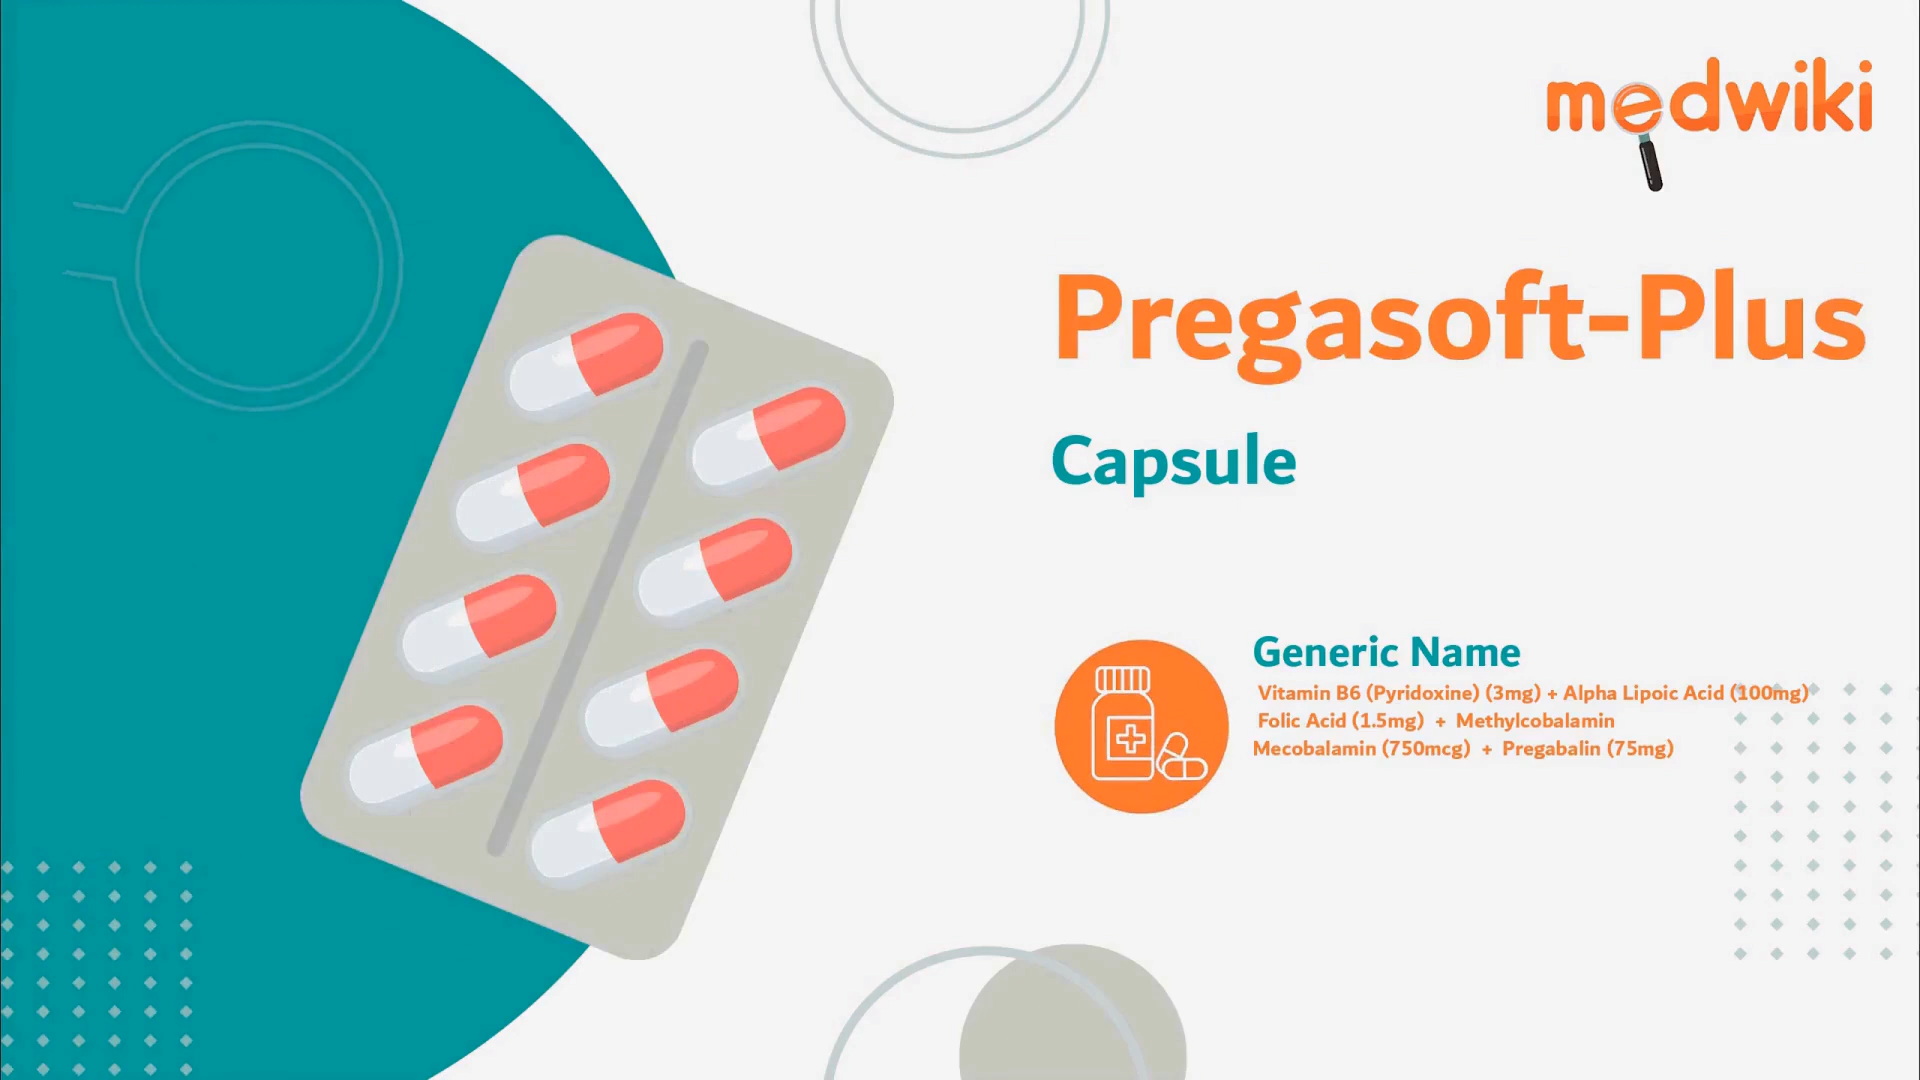 medwiki
Pregasoft-Plus
Capsule
Generic Name
Vitamin B6 (Pyridoxine) (3mg) + Alpha Lipoic Acid (100mg)
Folic Acid (1.5mg) + Methylcobalamin
Mecobalamin (750mcg) + Pregabalin (75mg)